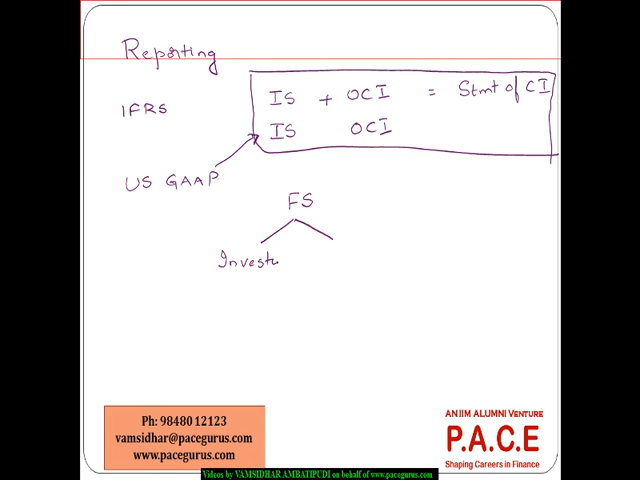 Reporting
IFRS
IS + OCI = Stmt of CI
IS OCI
US GAAP
FS
Invest
Ph: 98480 12123
vamsidhar@pacegurus.com
www.pacegurus.com
AN IIM ALUMNI VENTURE
P.A.C.E
Shaping Careers in Finance
Videos by VAMSIDHAR AMBATIPUDI on behalf of www.pacegurus.com